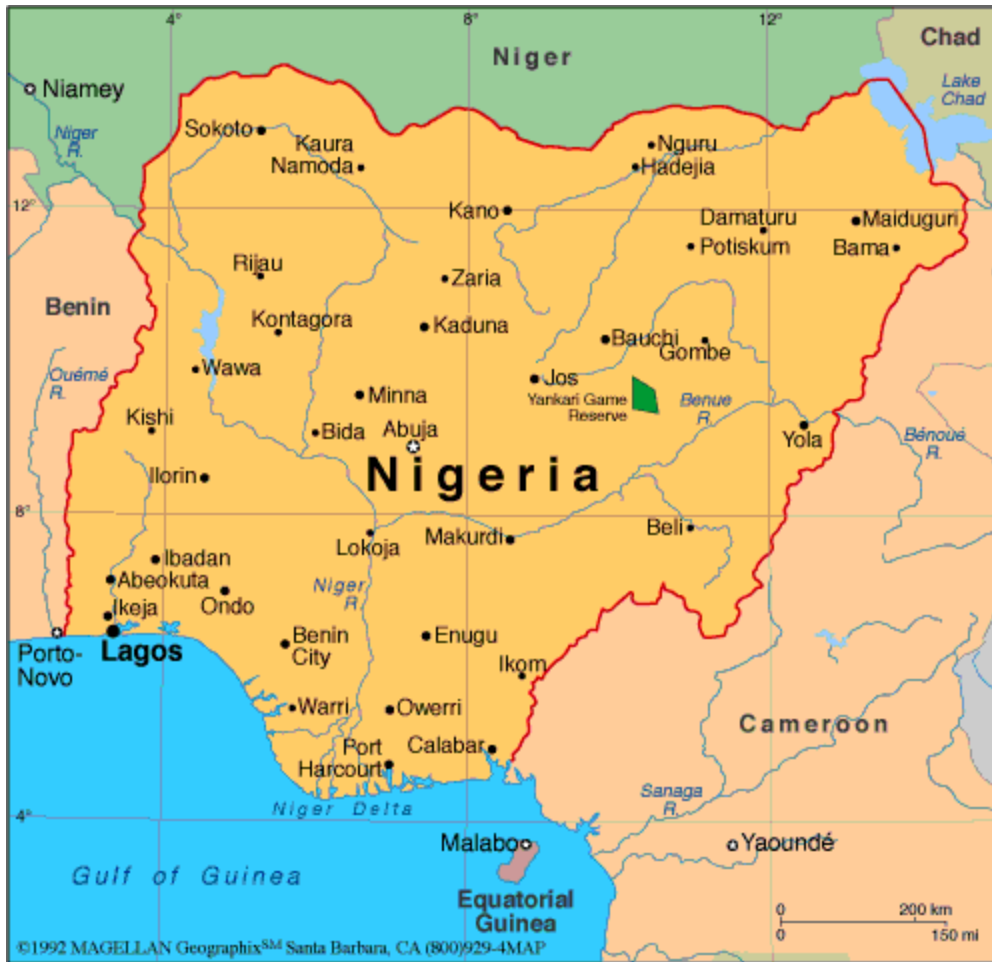 4°
8°
12°
Chad
Niger
Lake
Chad
Niamey
Niger
R.
Sokoto
Kaura
Namoda
Nguru
Hadejia
12°
Kano
Damaturu
Maiduguri
Potiskum
Bama
Rijau
Zaria
Benin
Kontagora
Kaduna
Bauchi
Gombe
Ouémé
R.
Wawa
Jos
Minna
Yankari Game
Reserve
Benue
R.
Kishi
Bida
Abuja
Yola
Bénoué
R.
Nigeria
Ilorin
8°
Beli
Lokoja
Makurdi
Ibadan
Abeokuta
Niger
R
Ondo
Ikeja
Benin
City
Enugu
Lagos
Porto-
Novo
Ikom
Warri
Owerri
Cameroon
Port
Harcourt
Calabar
Niger Delta
Sanaga
R.
4°
Malabo
Yaoundé
Gulf of Guinea
Equatorial
Guinea
0 200 km
0 150 mi
©1992 MAGELLAN Geographix℠ Santa Barbara, CA (800)929-4MAP